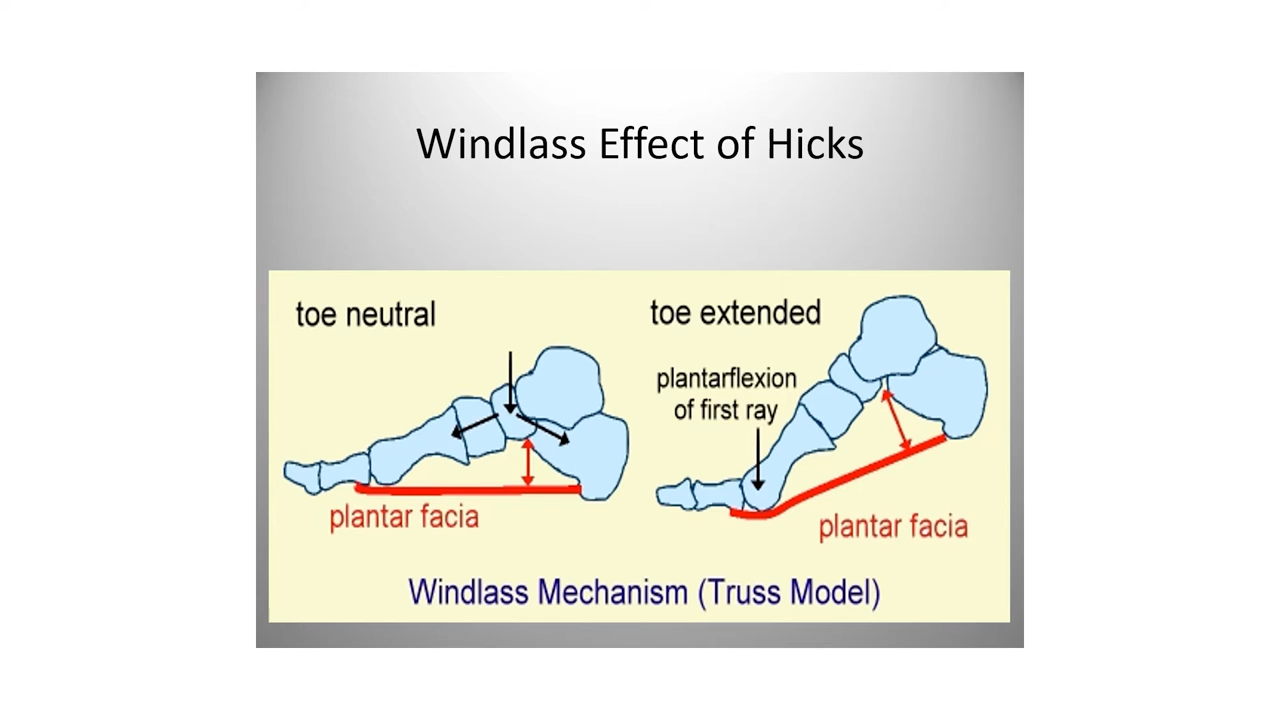 Windlass Effect of Hicks
toe neutral
plantar facia
toe extended
plantarflexion
of first ray
plantar facia
Windlass Mechanism (Truss Model)